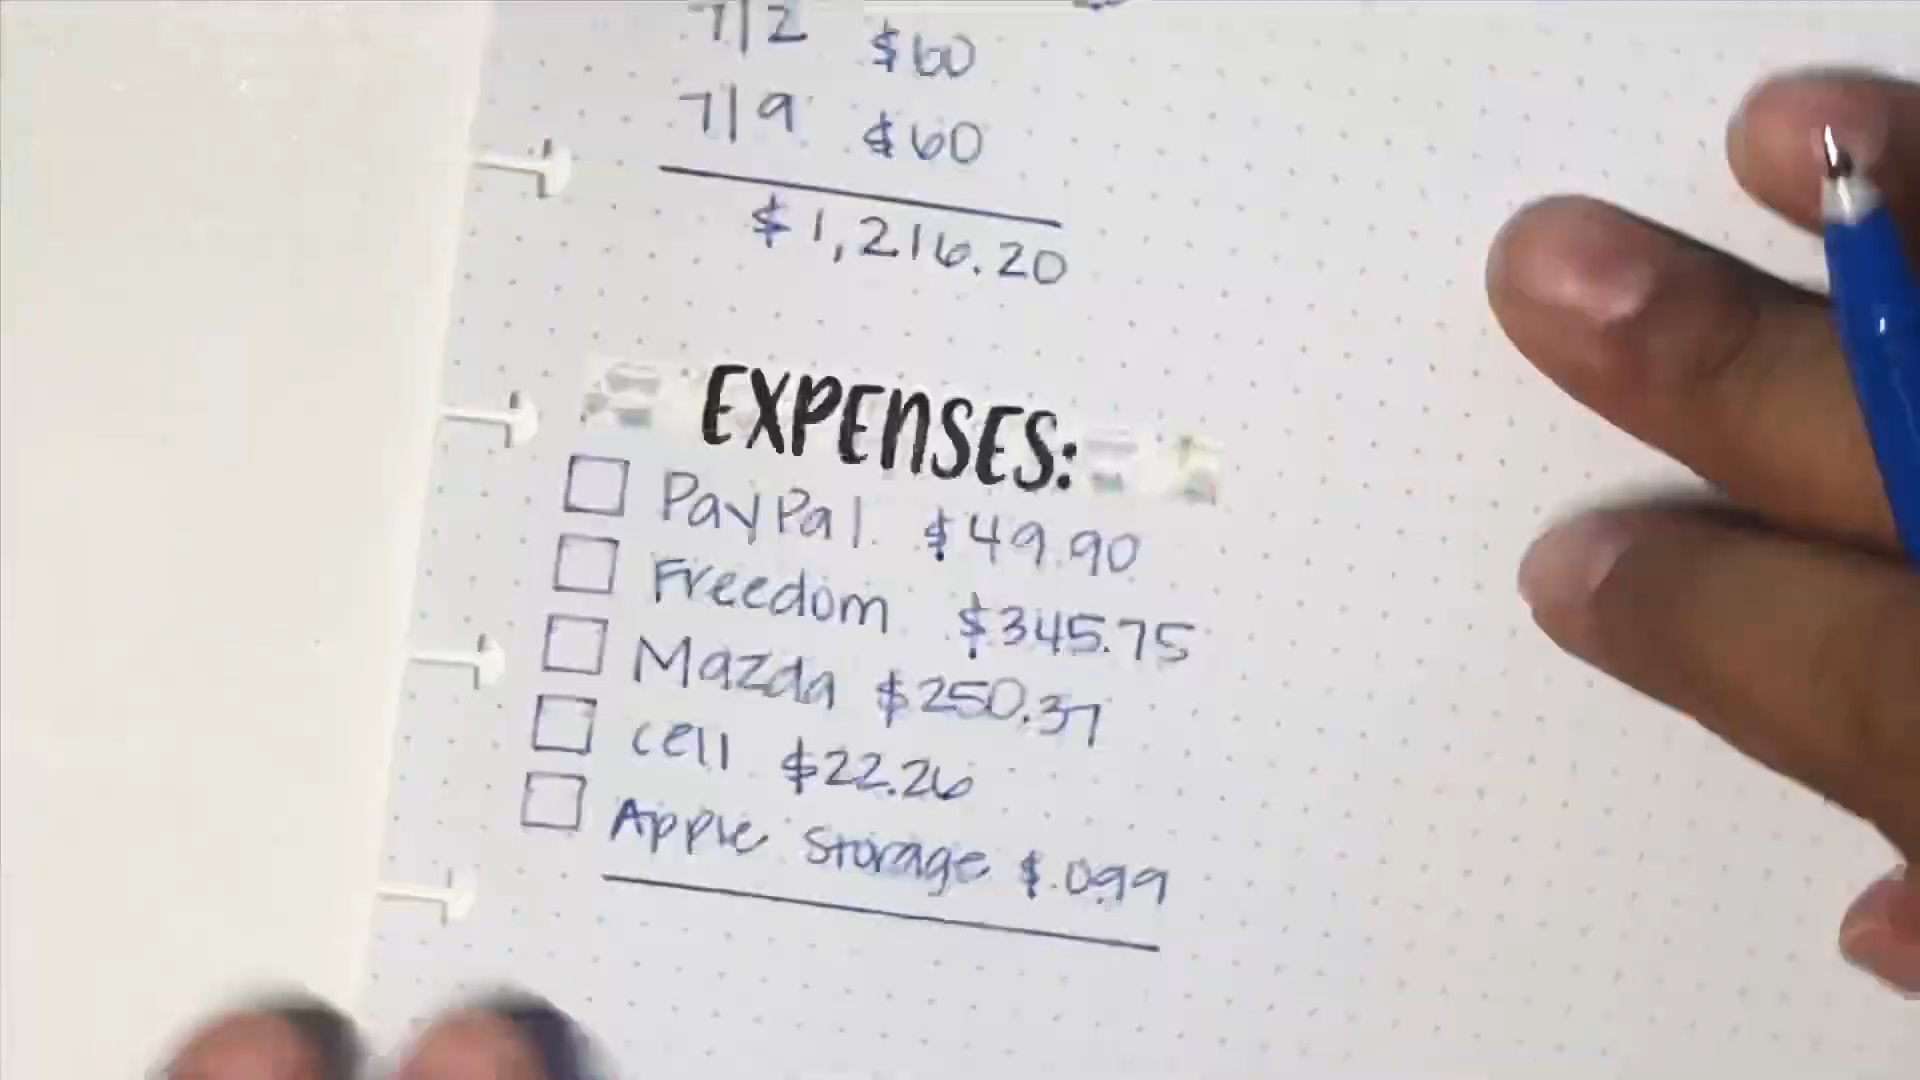 7/2 $60
7/9 $60
$1,216.20
EXPENSES:
PayPal $49.90
Freedom $345.75
Mazda $250.37
cell $22.26
Apple Storage $.099